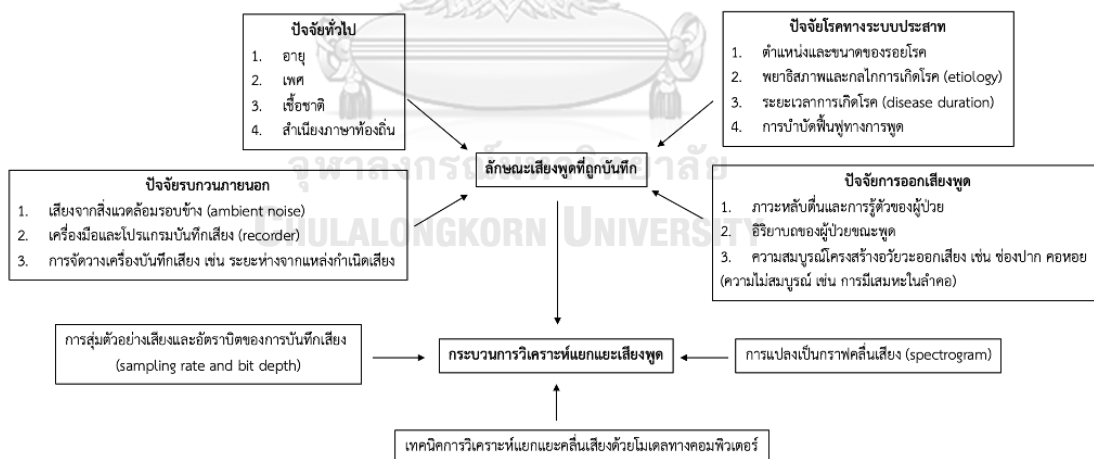 ปัจจัยทั่วไป
1. อายุ
2. เพศ
3. เชื้อชาติ
4. สำเนียงภาษาท้องถิ่น
ปัจจัยโรคทางระบบประสาท
1. ตำแหน่งและขนาดของรอยโรค
2. พยาธิสภาพและกลไกการเกิดโรค (etiology)
3. ระยะเวลาการเกิดโรค (disease duration)
4. การบำบัดฟื้นฟูทางการพูด
จุฬาลงกรณ์มหาวิทยาลัย
ลักษณะเสียงพูดที่ถูกบันทึก
ปัจจัยรบกวนภายนอก
1. เสียงจากสิ่งแวดล้อมรอบข้าง (ambient noise)
2. เครื่องมือและโปรแกรมบันทึกเสียง (recorder)
3. การจัดวางเครื่องบันทึกเสียง เช่น ระยะห่างจากแหล่งกำเนิดเสียง
CHULALONGKORN UNIVERSITY
ปัจจัยการออกเสียงพูด
1. ภาวะหลับตื่นและการรู้ตัวของผู้ป่วย
2. อิริยาบถของผู้ป่วยขณะพูด
3. ความสมบูรณ์โครงสร้างอวัยวะออกเสียง เช่น ช่องปาก คอหอย
(ความไม่สมบูรณ์ เช่น การมีเสมหะในลำคอ)
การสุ่มตัวอย่างเสียงและอัตราบิตของการบันทึกเสียง
(sampling rate and bit depth)
กระบวนการวิเคราะห์แยกแยะเสียงพูด
การแปลงเป็นกราฟคลื่นเสียง (spectrogram)
เทคนิคการวิเคราะห์แยกแยะคลื่นเสียงด้วยโมเดลทางคอมพิวเตอร์